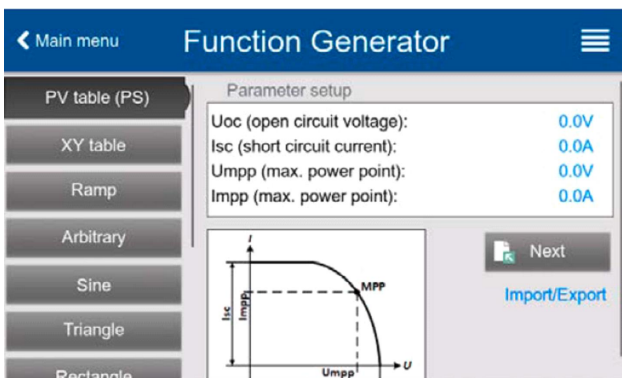 Main menu
Function Generator
PV table (PS)
XY table
Ramp
Arbitrary
Sine
Triangle
Rectangle
Parameter setup
Uoc (open circuit voltage): 0.0V
Isc (short circuit current): 0.0A
Umpp (max. power point): 0.0V
Impp (max. power point): 0.0A
I
MPP
Isc
Impp
Umpp
U
Next
Import/Export